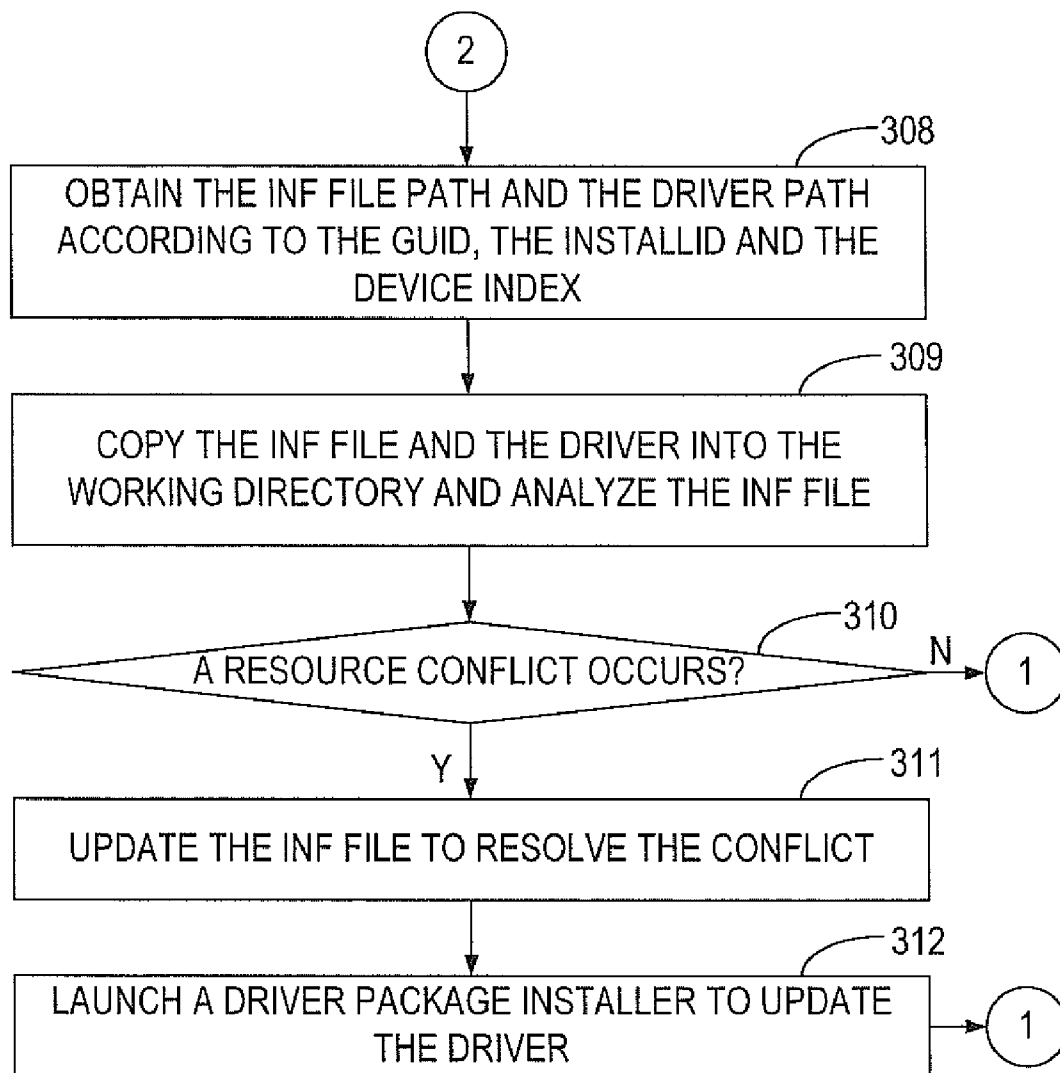 2
308
OBTAIN THE INF FILE PATH AND THE DRIVER PATH
ACCORDING TO THE GUID, THE INSTALLID AND THE
DEVICE INDEX
309
COPY THE INF FILE AND THE DRIVER INTO THE
WORKING DIRECTORY AND ANALYZE THE INF FILE
310
A RESOURCE CONFLICT OCCURS?
N
1
Y
311
UPDATE THE INF FILE TO RESOLVE THE CONFLICT
312
LAUNCH A DRIVER PACKAGE INSTALLER TO UPDATE
THE DRIVER
1